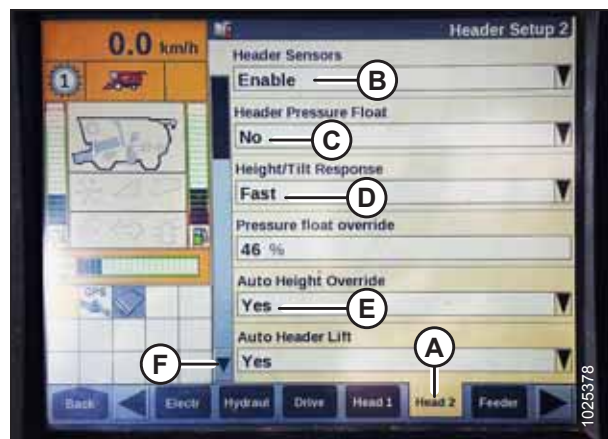 Header Setup 2
0.0 km/h
1
Header Sensors
Enable
B
Header Pressure Float
No
C
Height/Tilt Response
Fast
D
Pressure float override
46 %
Auto Height Override
Yes
E
Auto Header Lift
Yes
F
A
GPS
Back
Electr
Hydraul
Drive
Head 1
Head 2
Feeder
1025378